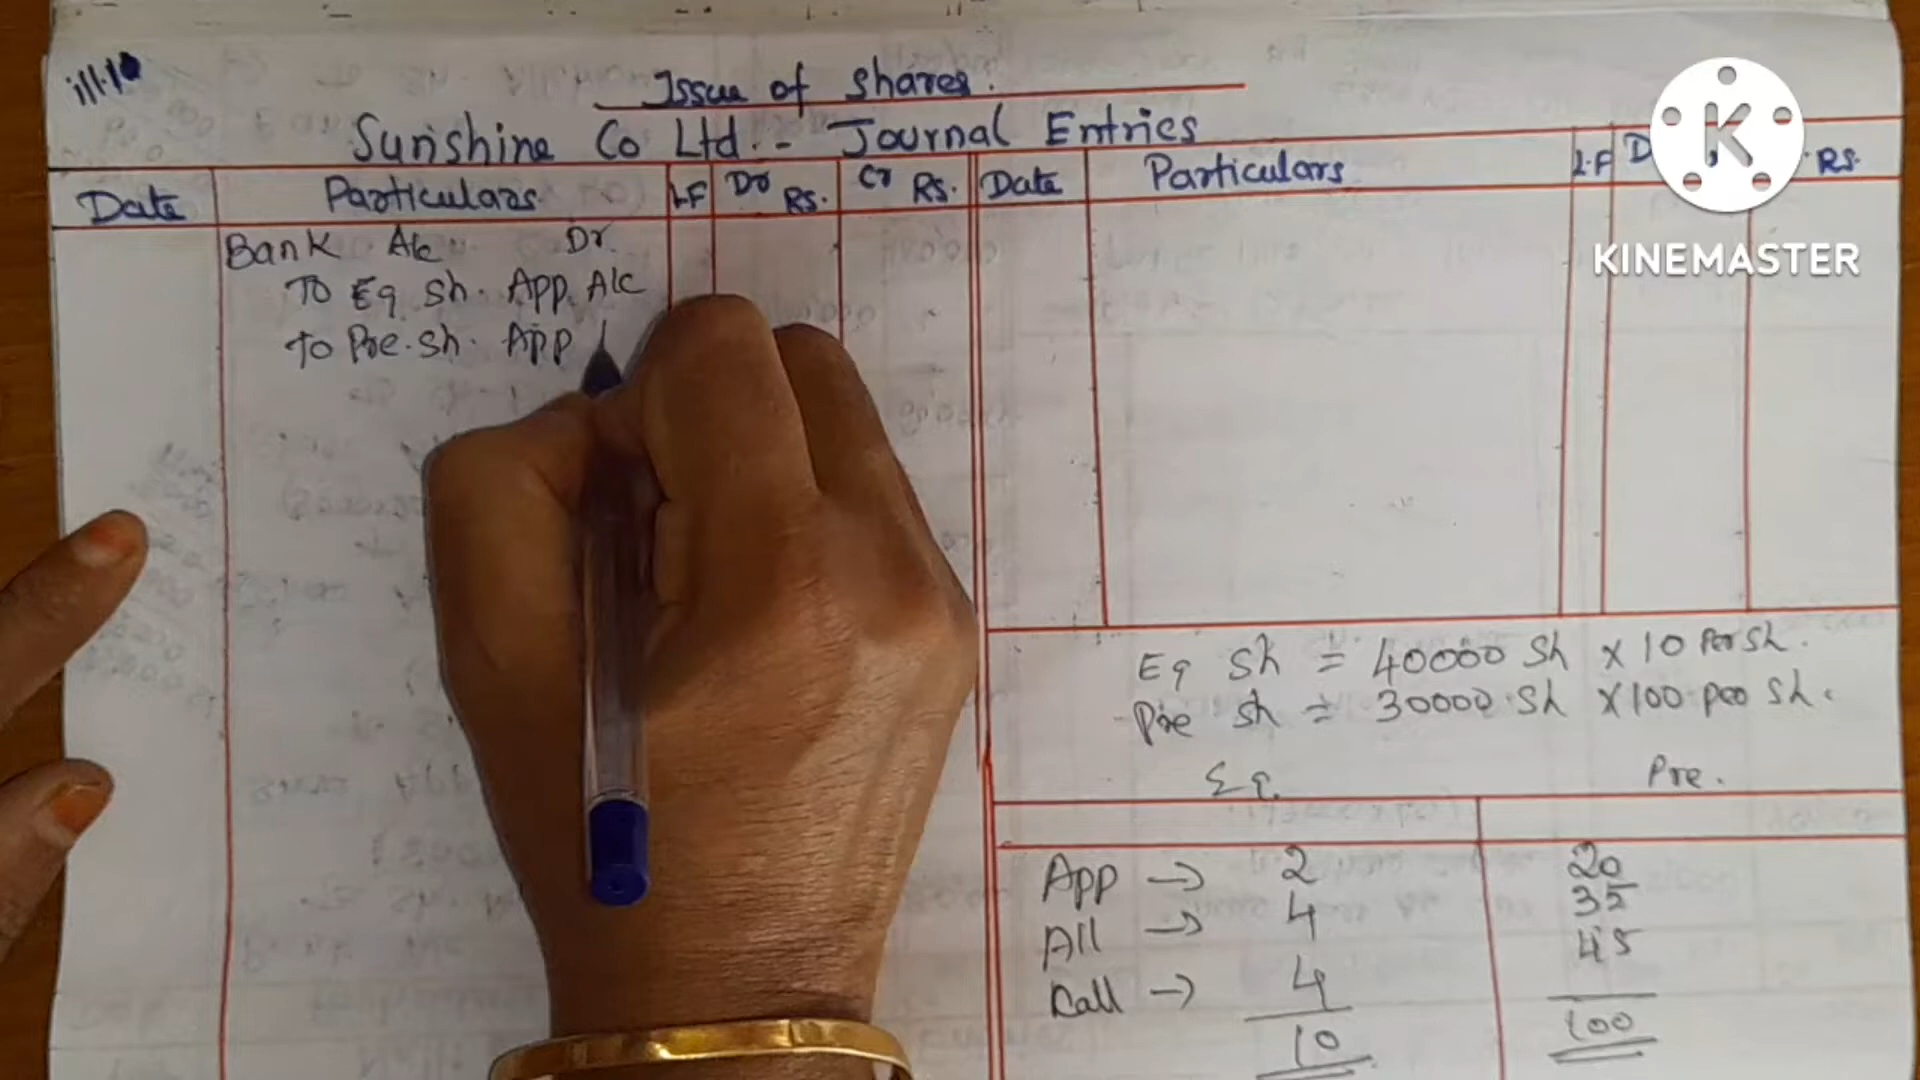 ill.10
Issue of shares.
Sunshine Co Ltd. - Journal Entries
Date Particulars L.F Dr Rs. Cr Rs. Date Particulars L.F D Rs.
Bank A/c Dr.
To Eq Sh. App. A/c
To Pre. Sh. App
K
KINEMASTER
Eq Sh = 40000 Sh × 10 Per Sh.
Pre Sh = 30000 Sh × 100 per Sh.
Eq. Pre.
App → 2 20
All → 4 35
Call → 4 45
10 100